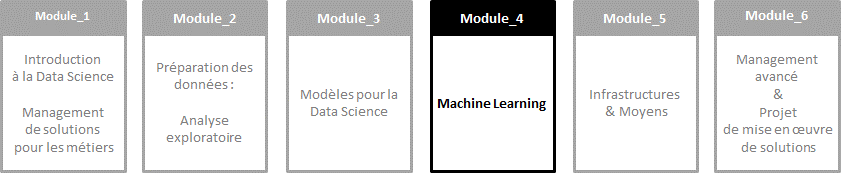 Module_1
Introduction
à la Data Science
Management
de solutions
pour les métiers
Module_2
Préparation des
données :
Analyse
exploratoire
Module_3
Modèles pour la
Data Science
Module_4
Machine Learning
Module_5
Infrastructures
& Moyens
Module_6
Management
avancé
&
Projet
de mise en œuvre
de solutions